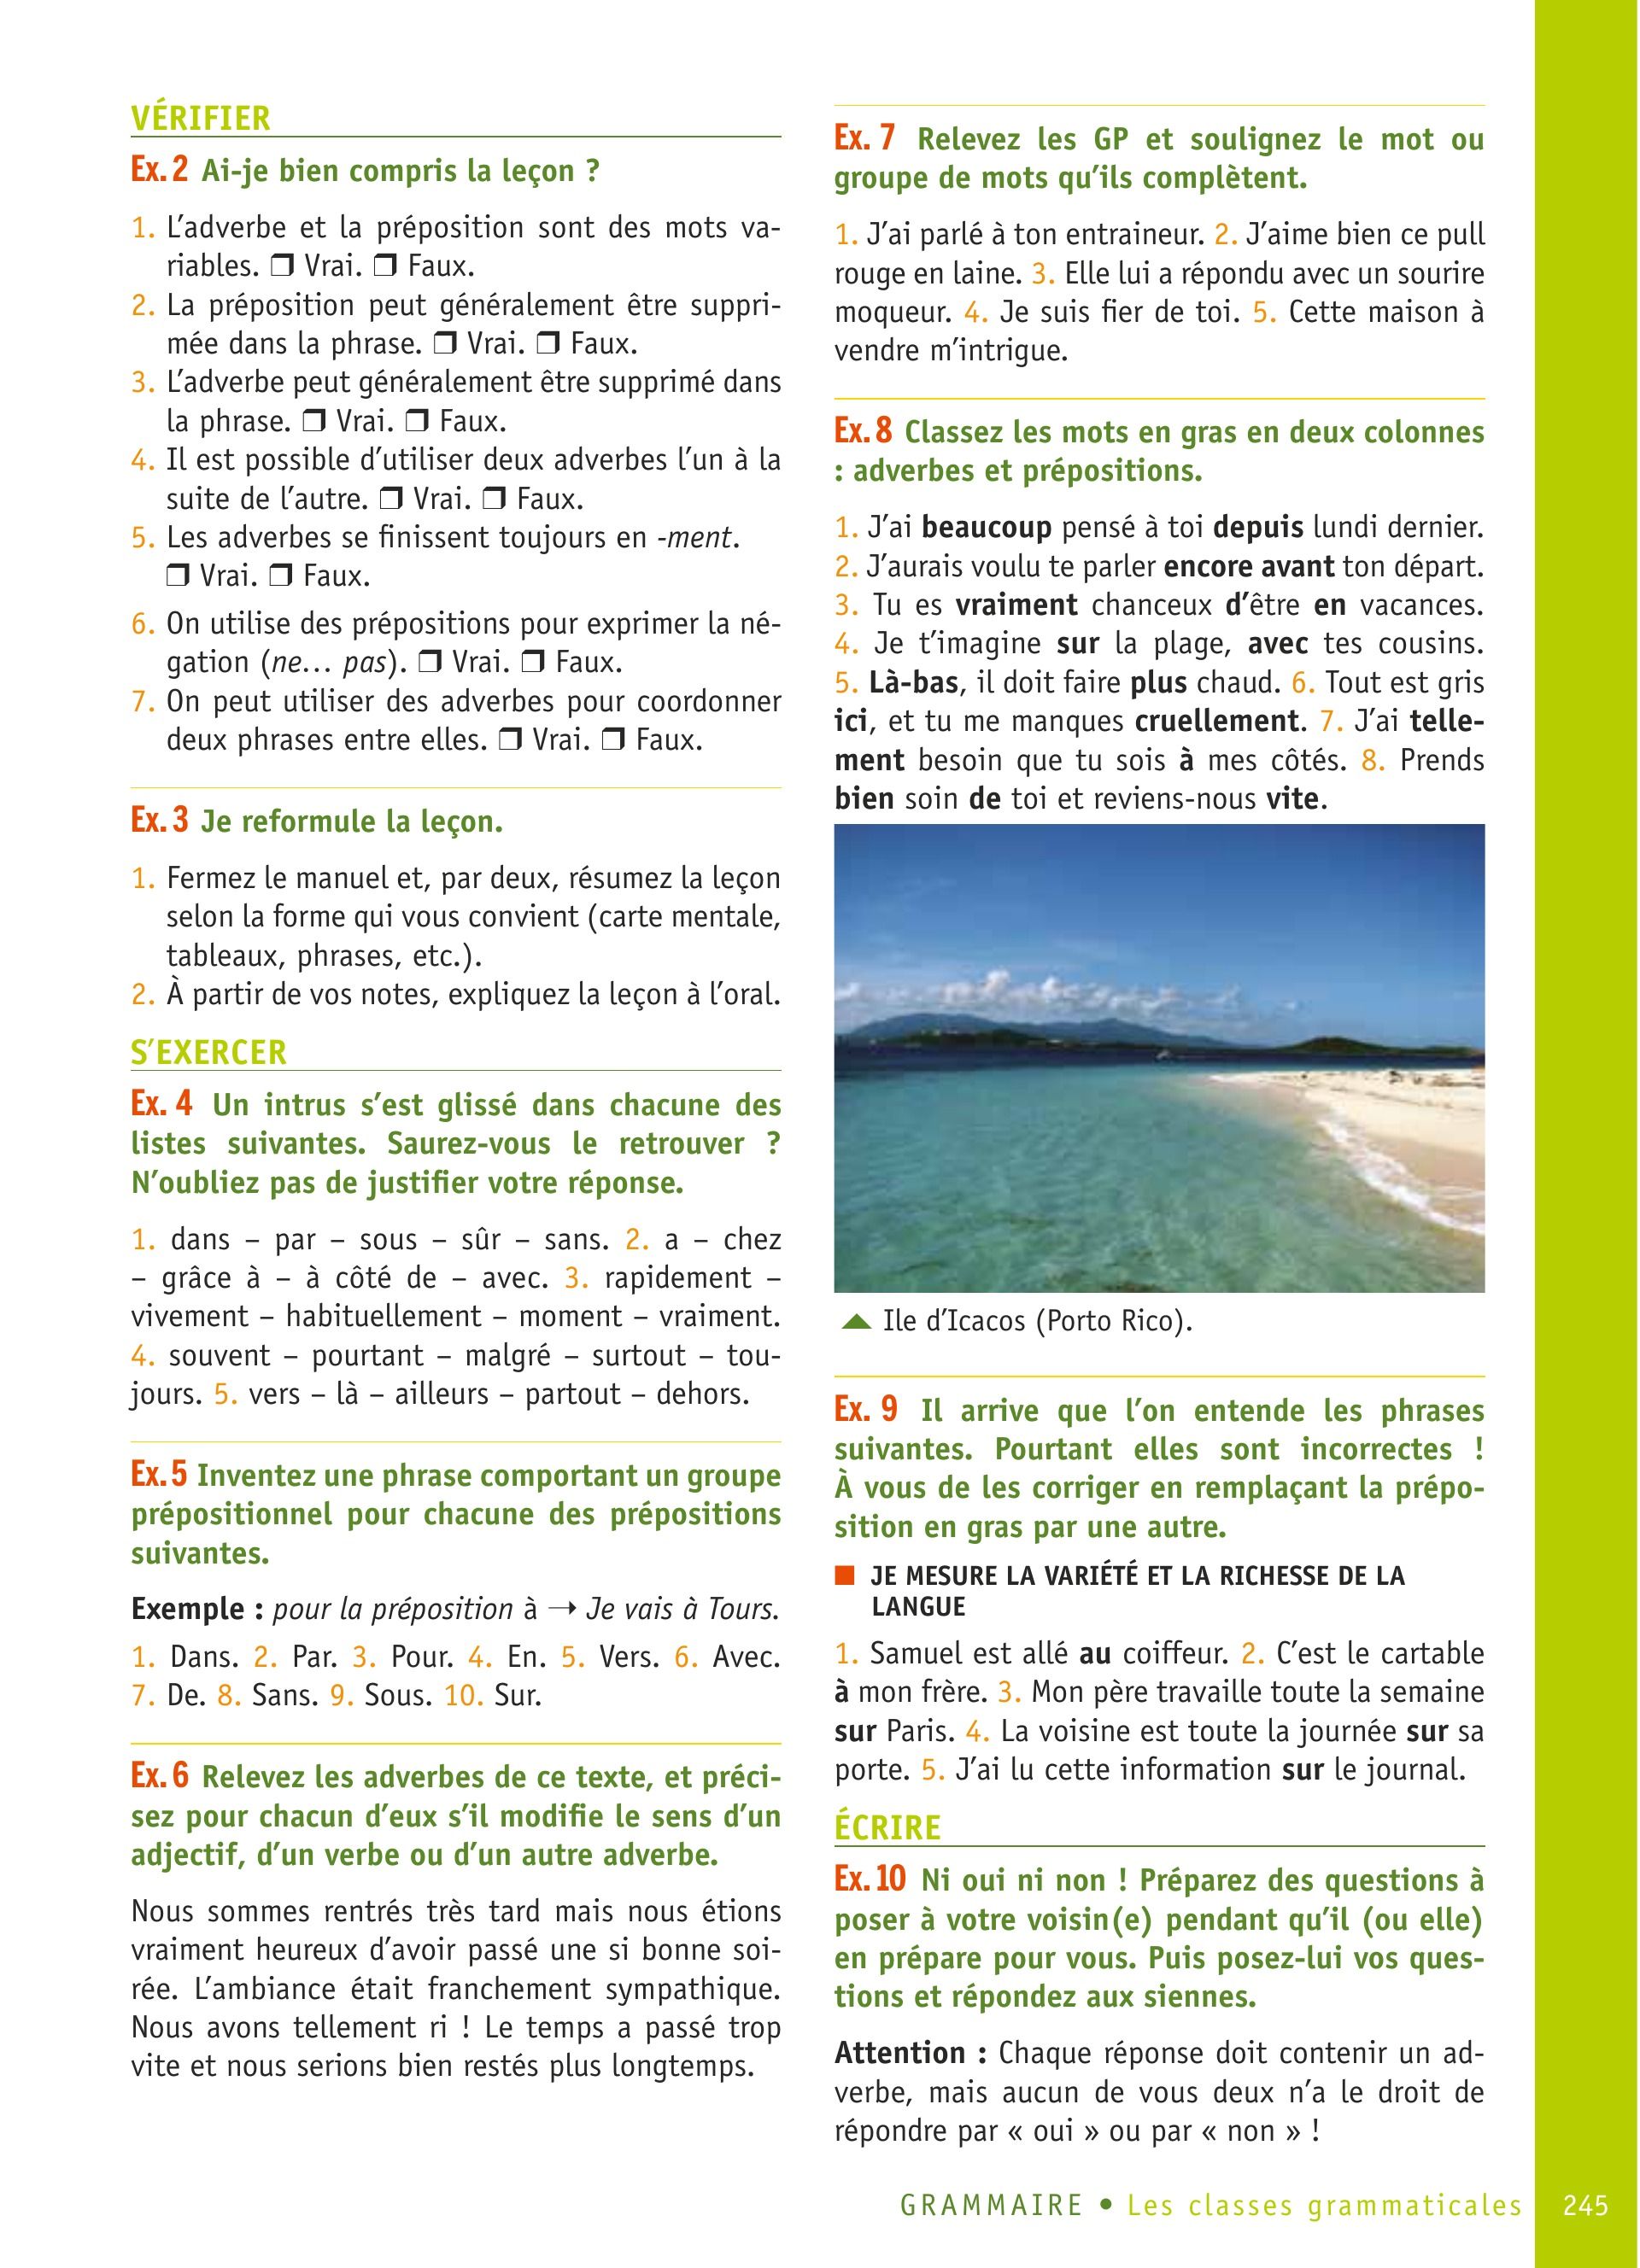 VÉRIFIER
Ex. 2 Ai-je bien compris la leçon ?
1. L’adverbe et la préposition sont des mots va-
riables. ❒ Vrai. ❒ Faux.
2. La préposition peut généralement être suppri-
mée dans la phrase. ❒ Vrai. ❒ Faux.
3. L’adverbe peut généralement être supprimé dans
la phrase. ❒ Vrai. ❒ Faux.
4. Il est possible d’utiliser deux adverbes l’un à la
suite de l’autre. ❒ Vrai. ❒ Faux.
5. Les adverbes se finissent toujours en -ment.
❒ Vrai. ❒ Faux.
6. On utilise des prépositions pour exprimer la né-
gation (ne… pas). ❒ Vrai. ❒ Faux.
7. On peut utiliser des adverbes pour coordonner
deux phrases entre elles. ❒ Vrai. ❒ Faux.
Ex. 3 Je reformule la leçon.
1. Fermez le manuel et, par deux, résumez la leçon
selon la forme qui vous convient (carte mentale,
tableaux, phrases, etc.).
2. À partir de vos notes, expliquez la leçon à l’oral.
S’EXERCER
Ex. 4 Un intrus s’est glissé dans chacune des
listes suivantes. Saurez-vous le retrouver ?
N’oubliez pas de justifier votre réponse.
1. dans – par – sous – sûr – sans. 2. a – chez
– grâce à – à côté de – avec. 3. rapidement –
vivement – habituellement – moment – vraiment.
4. souvent – pourtant – malgré – surtout – tou-
jours. 5. vers – là – ailleurs – partout – dehors.
Ex. 5 Inventez une phrase comportant un groupe
prépositionnel pour chacune des prépositions
suivantes.
Exemple : pour la préposition à → Je vais à Tours.
1. Dans. 2. Par. 3. Pour. 4. En. 5. Vers. 6. Avec.
7. De. 8. Sans. 9. Sous. 10. Sur.
Ex. 6 Relevez les adverbes de ce texte, et préci-
sez pour chacun d’eux s’il modifie le sens d’un
adjectif, d’un verbe ou d’un autre adverbe.
Nous sommes rentrés très tard mais nous étions
vraiment heureux d’avoir passé une si bonne soi-
rée. L’ambiance était franchement sympathique.
Nous avons tellement ri ! Le temps a passé trop
vite et nous serions bien restés plus longtemps.
Ex. 7 Relevez les GP et soulignez le mot ou
groupe de mots qu’ils complètent.
1. J’ai parlé à ton entraineur. 2. J’aime bien ce pull
rouge en laine. 3. Elle lui a répondu avec un sourire
moqueur. 4. Je suis fier de toi. 5. Cette maison à
vendre m’intrigue.
Ex. 8 Classez les mots en gras en deux colonnes
: adverbes et prépositions.
1. J’ai beaucoup pensé à toi depuis lundi dernier.
2. J’aurais voulu te parler encore avant ton départ.
3. Tu es vraiment chanceux d’être en vacances.
4. Je t’imagine sur la plage, avec tes cousins.
5. Là-bas, il doit faire plus chaud. 6. Tout est gris
ici, et tu me manques cruellement. 7. J’ai telle-
ment besoin que tu sois à mes côtés. 8. Prends
bien soin de toi et reviens-nous vite.
Ile d’Icacos (Porto Rico).
Ex. 9 Il arrive que l’on entende les phrases
suivantes. Pourtant elles sont incorrectes !
À vous de les corriger en remplaçant la prépo-
sition en gras par une autre.
JE MESURE LA VARIÉTÉ ET LA RICHESSE DE LA
LANGUE
1. Samuel est allé au coiffeur. 2. C’est le cartable
à mon frère. 3. Mon père travaille toute la semaine
sur Paris. 4. La voisine est toute la journée sur sa
porte. 5. J’ai lu cette information sur le journal.
ÉCRIRE
Ex. 10 Ni oui ni non ! Préparez des questions à
poser à votre voisin(e) pendant qu’il (ou elle)
en prépare pour vous. Puis posez-lui vos ques-
tions et répondez aux siennes.
Attention : Chaque réponse doit contenir un ad-
verbe, mais aucun de vous deux n’a le droit de
répondre par « oui » ou par « non » !
GRAMMAIRE • Les classes grammaticales 245